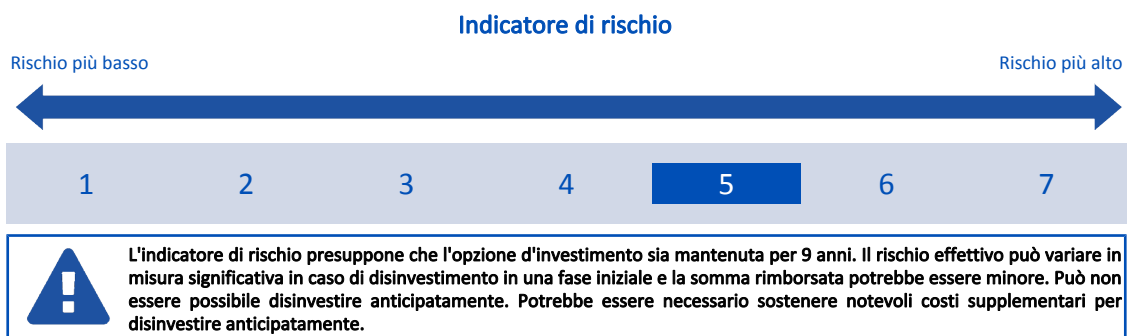 Indicatore di rischio
Rischio più basso Rischio più alto
1 2 3 4 5 6 7
L'indicatore di rischio presuppone che l'opzione d'investimento sia mantenuta per 9 anni. Il rischio effettivo può variare in
misura significativa in caso di disinvestimento in una fase iniziale e la somma rimborsata potrebbe essere minore. Può non
essere possibile disinvestire anticipatamente. Potrebbe essere necessario sostenere notevoli costi supplementari per
disinvestire anticipatamente.